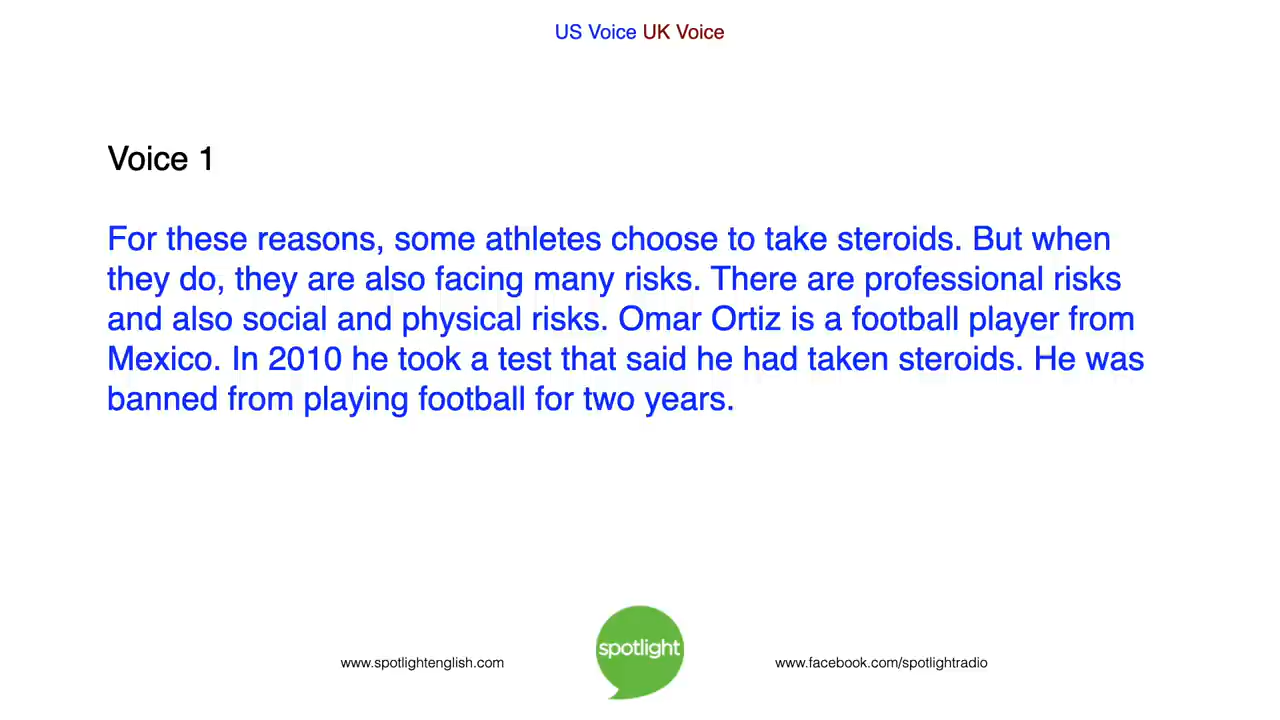 US Voice UK Voice
Voice 1
For these reasons, some athletes choose to take steroids. But when
they do, they are also facing many risks. There are professional risks
and also social and physical risks. Omar Ortiz is a football player from
Mexico. In 2010 he took a test that said he had taken steroids. He was
banned from playing football for two years.
spotlight
www.spotlightenglish.com
www.facebook.com/spotlightradio